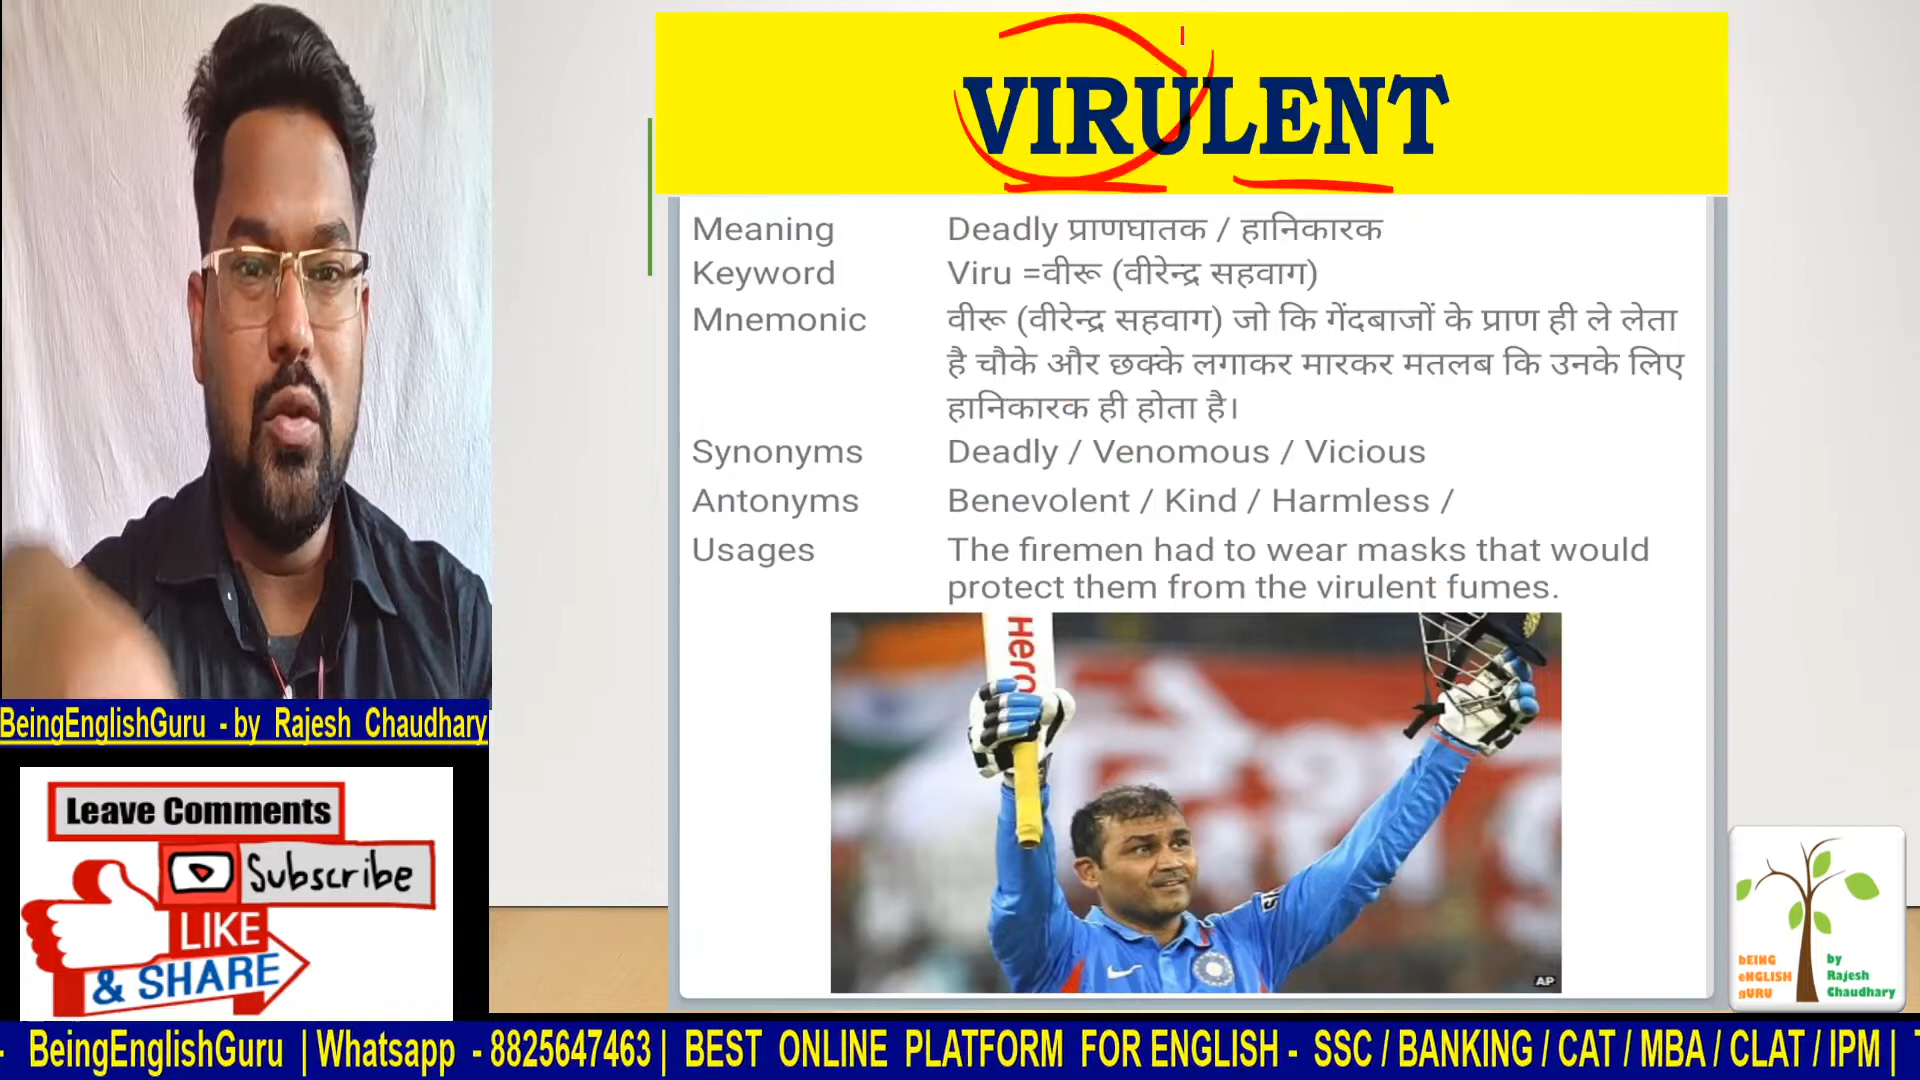 VIRULENT
Meaning Deadly प्राणघातक / हानिकारक
Keyword Viru =वीरू (वीरेन्द्र सहवाग)
Mnemonic वीरू (वीरेन्द्र सहवाग) जो कि गेंदबाजों के प्राण ही ले लेता
है चौके और छक्के लगाकर मारकर मतलब कि उनके लिए
हानिकारक ही होता है।
Synonyms Deadly / Venomous / Vicious
Antonyms Benevolent / Kind / Harmless /
Usages The firemen had to wear masks that would
protect them from the virulent fumes.
Hero
AP
BeingEnglishGuru - by Rajesh Chaudhary
Leave Comments
Subscribe
LIKE
& SHARE
bEING
eNGLISH
gURU
by
Rajesh
Chaudhary
- BeingEnglishGuru | Whatsapp - 8825647463 | BEST ONLINE PLATFORM FOR ENGLISH - SSC / BANKING / CAT / MBA / CLAT / IPM |